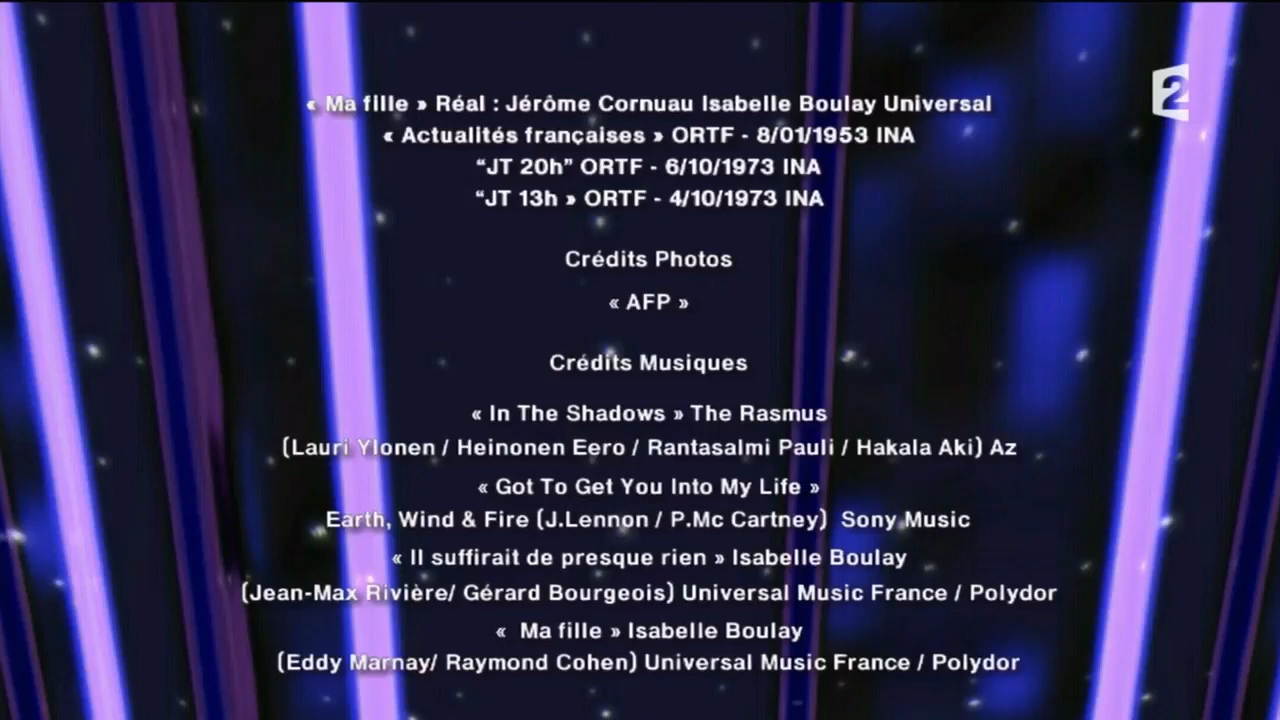 2
« Ma fille » Réal : Jérôme Cornuau Isabelle Boulay Universal
« Actualités françaises » ORTF - 8/01/1953 INA
“JT 20h” ORTF - 6/10/1973 INA
“JT 13h » ORTF - 4/10/1973 INA
Crédits Photos
« AFP »
Crédits Musiques
« In The Shadows » The Rasmus
(Lauri Ylonen / Heinonen Eero / Rantasalmi Pauli / Hakala Aki) Az
« Got To Get You Into My Life »
Earth, Wind & Fire (J.Lennon / P.Mc Cartney) Sony Music
« Il suffirait de presque rien » Isabelle Boulay
(Jean-Max Rivière/ Gérard Bourgeois) Universal Music France / Polydor
« Ma fille » Isabelle Boulay
(Eddy Marnay/ Raymond Cohen) Universal Music France / Polydor